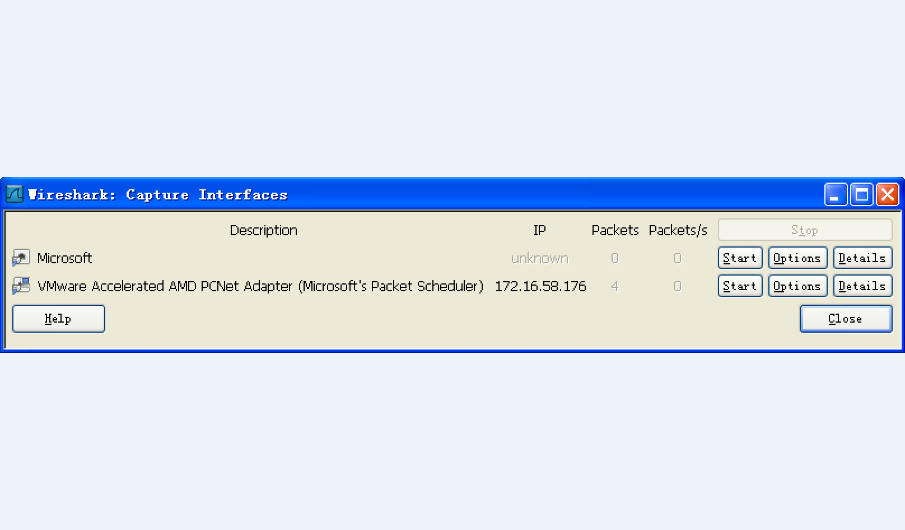 Wireshark: Capture Interfaces
Description IP Packets Packets/s Stop
Microsoft unknown 0 0 Start Options Details
VMware Accelerated AMD PCNet Adapter (Microsoft's Packet Scheduler) 172.16.58.176 4 0 Start Options Details
Help Close